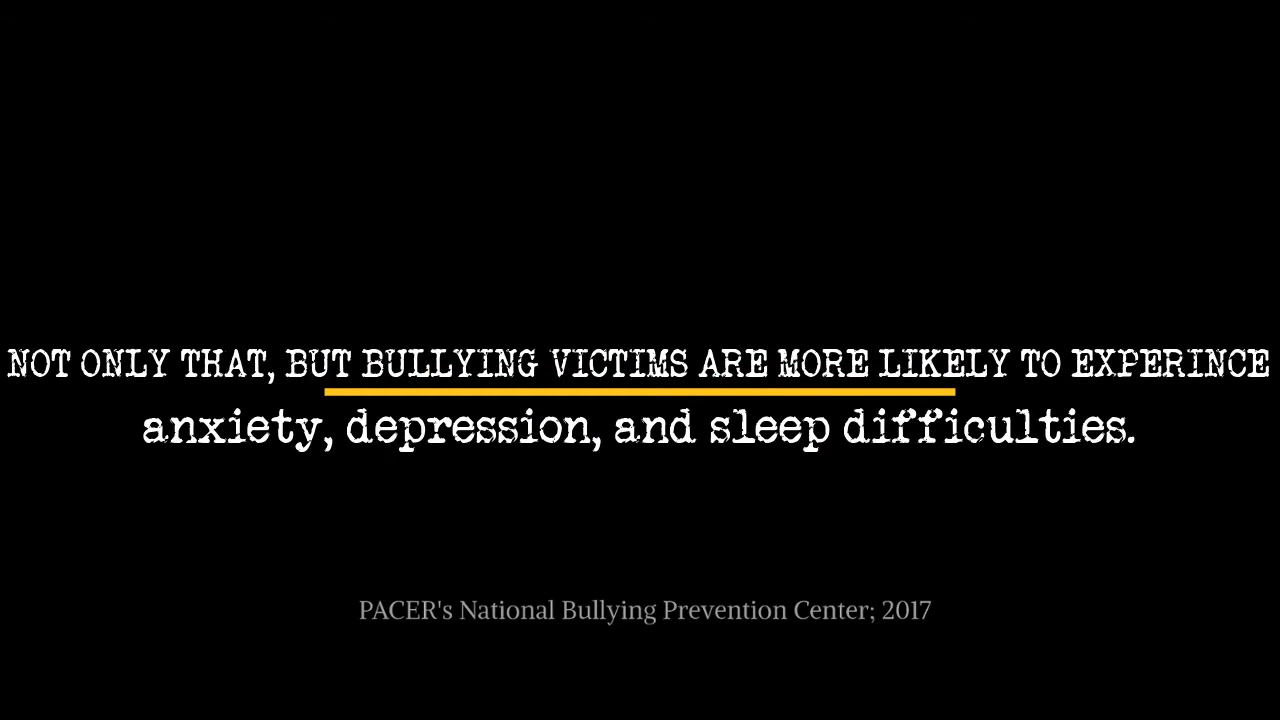 NOT ONLY THAT, BUT BULLYING VICTIMS ARE MORE LIKELY TO EXPERINCE
anxiety, depression, and sleep difficulties.
PACER's National Bullying Prevention Center; 2017